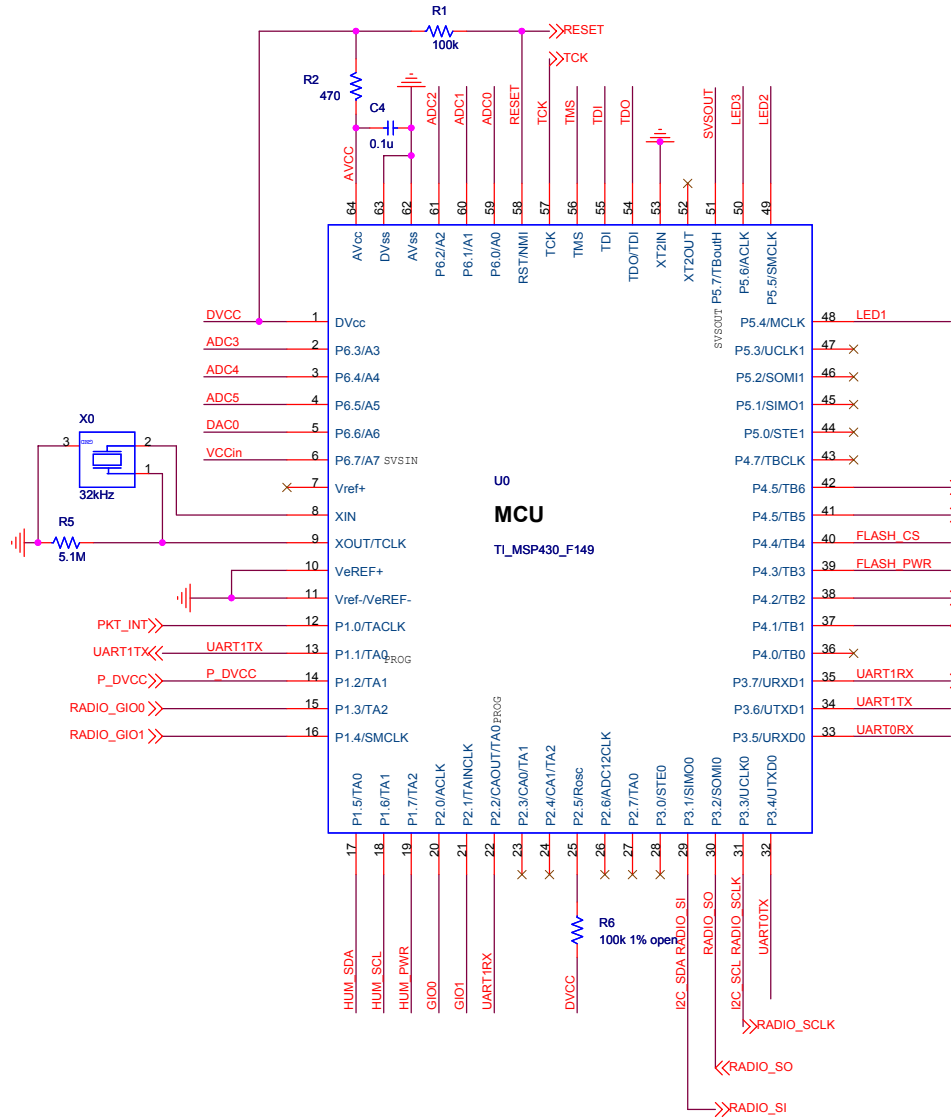 R1
100k
RESET
TCK
R2
470
C4
0.1u
AVCC
ADC2
ADC1
ADC0
RESET
TCK
TMS
TDI
TDO
SVSOUT
LED3
LED2
64
63
62
61
60
59
58
57
56
55
54
53
52
51
50
49
AVcc
DVss
AVss
P6.2/A2
P6.1/A1
P6.0/A0
RST/NMI
TCK
TMS
TDI
TDO/TDI
XT2IN
XT2OUT
P5.7/TBoutH
SVSOUT
P5.6/ACLK
P5.5/SMCLK
DVCC 1 DVcc
ADC3 2 P6.3/A3
ADC4 3 P6.4/A4
ADC5 4 P6.5/A5
DAC0 5 P6.6/A6
VCCin 6 P6.7/A7 SVSIN
7 Vref+
8 XIN
9 XOUT/TCLK
10 VeREF+
11 Vref-/VeREF-
PKT_INT 12 P1.0/TACLK
UART1TX UART1TX 13 P1.1/TA0 PROG
P_DVCC P_DVCC 14 P1.2/TA1
RADIO_GIO0 15 P1.3/TA2
RADIO_GIO1 16 P1.4/SMCLK
X0
3 GND 2
1
32kHz
R5
5.1M
U0
MCU
TI_MSP430_F149
P5.4/MCLK 48 LED1
P5.3/UCLK1 47
P5.2/SOMI1 46
P5.1/SIMO1 45
P5.0/STE1 44
P4.7/TBCLK 43
P4.5/TB6 42
P4.5/TB5 41
P4.4/TB4 40 FLASH_CS
P4.3/TB3 39 FLASH_PWR
P4.2/TB2 38
P4.1/TB1 37
P4.0/TB0 36
P3.7/URXD1 35 UART1RX
P3.6/UTXD1 34 UART1TX
P3.5/URXD0 33 UART0RX
P1.5/TA0
P1.6/TA1
P1.7/TA2
P2.0/ACLK
P2.1/TAINCLK
P2.2/CAOUT/TA0
PROG
P2.3/CA0/TA1
P2.4/CA1/TA2
P2.5/Rosc
P2.6/ADC12CLK
P2.7/TA0
P3.0/STE0
P3.1/SIMO0
P3.2/SOMI0
P3.3/UCLK0
P3.4/UTXD0
17
18
19
20
21
22
23
24
25
26
27
28
29
30
31
32
HUM_SDA
HUM_SCL
HUM_PWR
GIO0
GIO1
UART1RX
R6
100k 1% open
DVCC
I2C_SDA RADIO_SI
RADIO_SO
I2C_SCL RADIO_SCLK
UART0TX
RADIO_SCLK
RADIO_SO
RADIO_SI